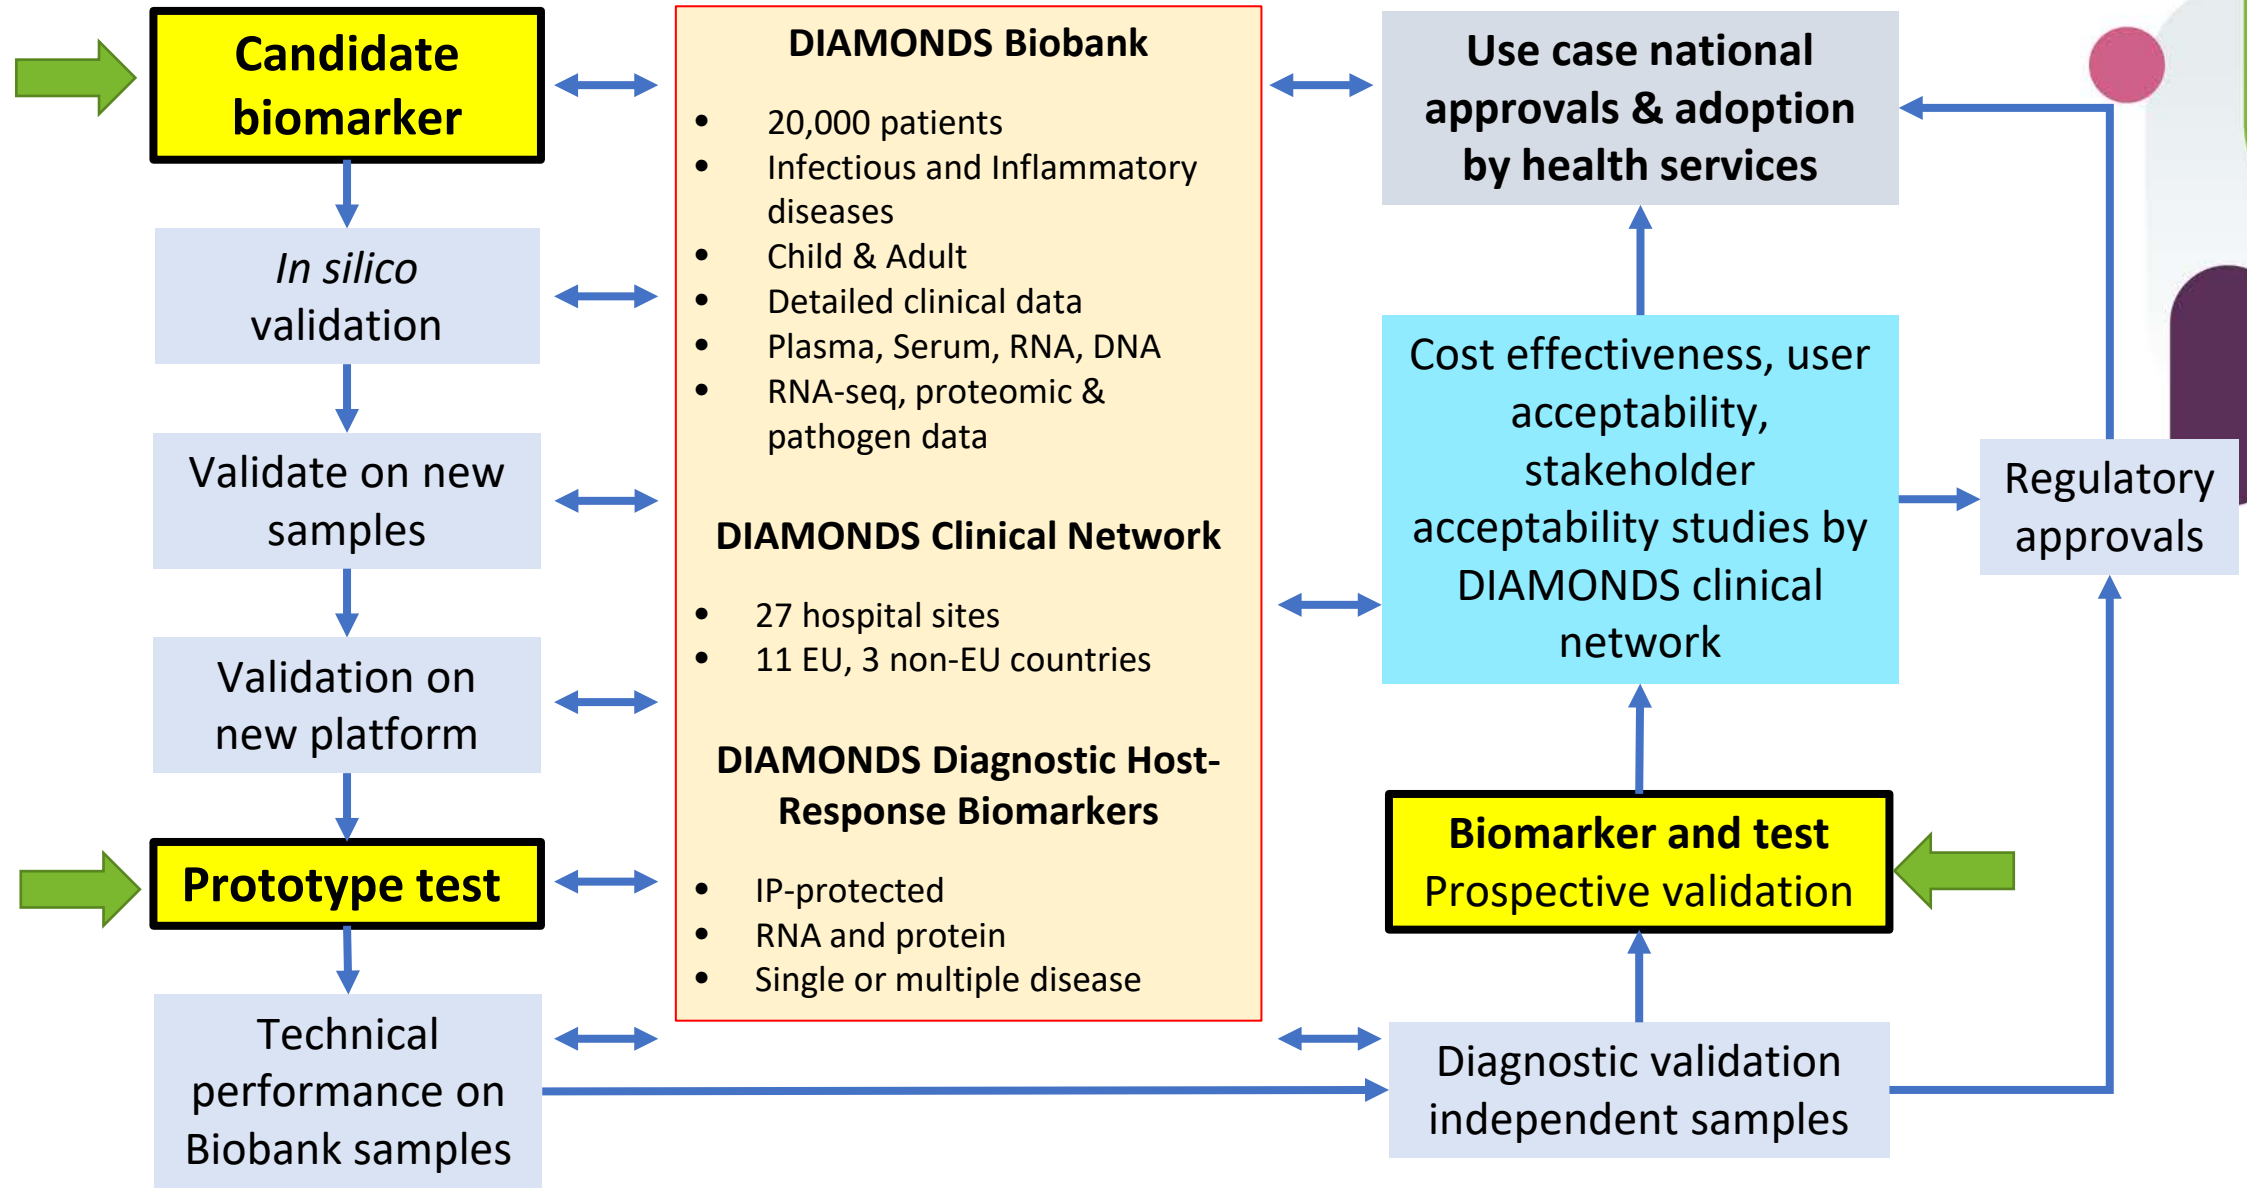 Candidate
biomarker
In silico
validation
Validate on new
samples
Validation on
new platform
Prototype test
Technical
performance on
Biobank samples
DIAMONDS Biobank
• 20,000 patients
• Infectious and Inflammatory
diseases
• Child & Adult
• Detailed clinical data
• Plasma, Serum, RNA, DNA
• RNA-seq, proteomic &
pathogen data
DIAMONDS Clinical Network
• 27 hospital sites
• 11 EU, 3 non-EU countries
DIAMONDS Diagnostic Host-
Response Biomarkers
• IP-protected
• RNA and protein
• Single or multiple disease
Use case national
approvals & adoption
by health services
Cost effectiveness, user
acceptability,
stakeholder
acceptability studies by
DIAMONDS clinical
network
Regulatory
approvals
Biomarker and test
Prospective validation
Diagnostic validation
independent samples